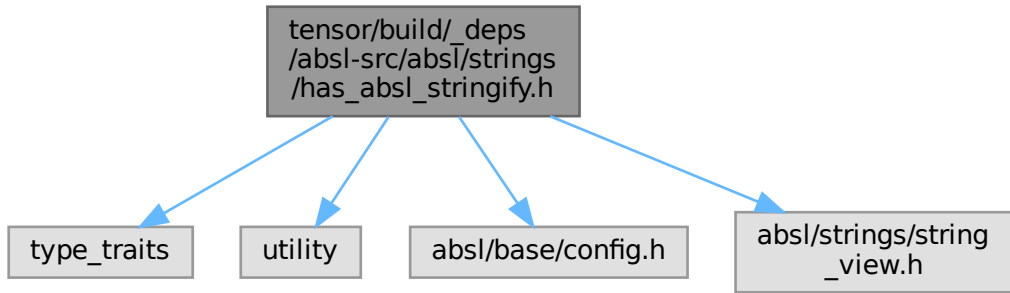 tensor/build/_deps
/absl-src/absl/strings
/has_absl_stringify.h
type_traits
utility
absl/base/config.h
absl/strings/string
_view.h